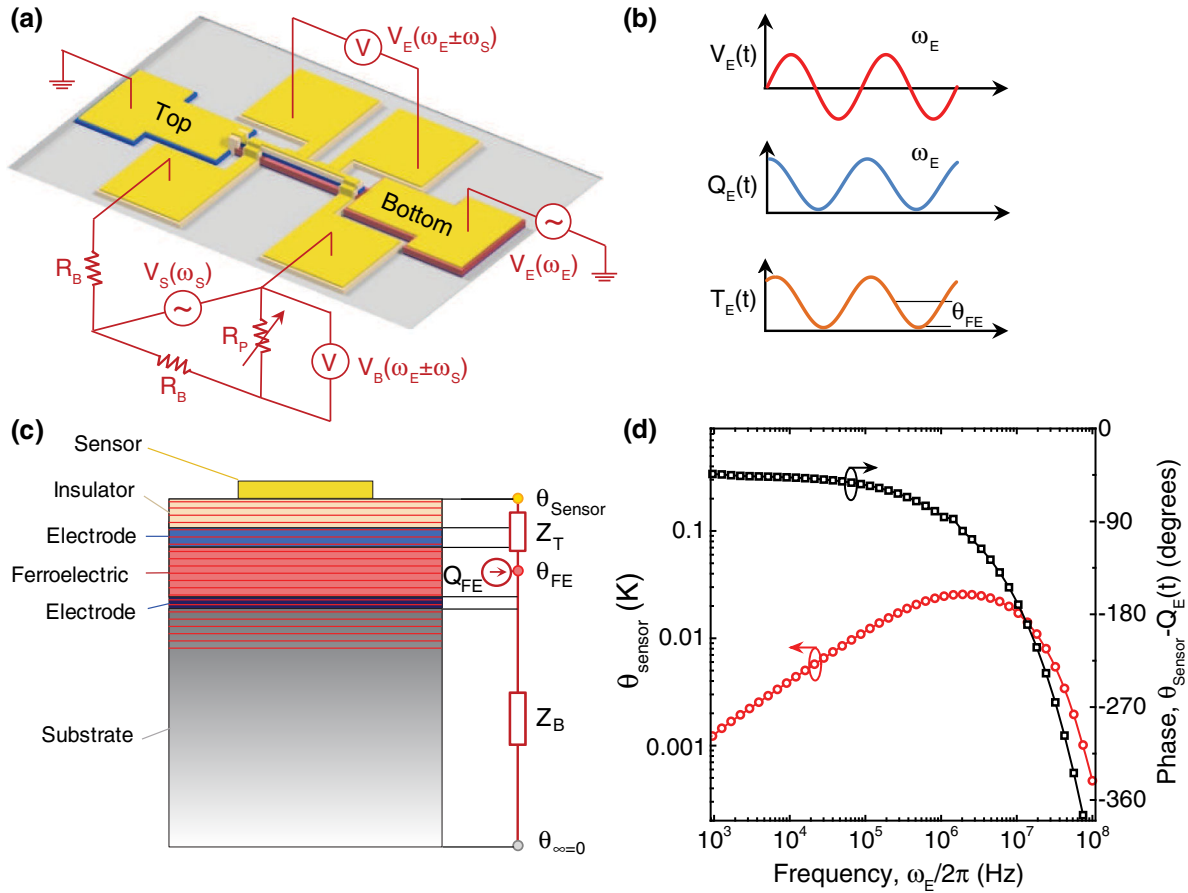 (a)
V_E(ω_E±ω_S)
V
Top
Bottom
R_B
V_S(ω_S)
~
~
V_E(ω_E)
R_P
V
R_B
V_B(ω_E±ω_S)
(b)
V_E(t)
ω_E
Q_E(t)
ω_E
T_E(t)
θ_FE
(c)
Sensor
Insulator
Electrode
Ferroelectric
Electrode
Substrate
θ_Sensor
Z_T
Q_FE
θ_FE
Z_B
θ_∞=0
(d)
0.1
0.01
0.001
θ_sensor (K)
0
-90
-180
-270
-360
Phase, θ_Sensor-Q_E(t) (degrees)
10^3 10^4 10^5 10^6 10^7 10^8
Frequency, ω_E/2π (Hz)